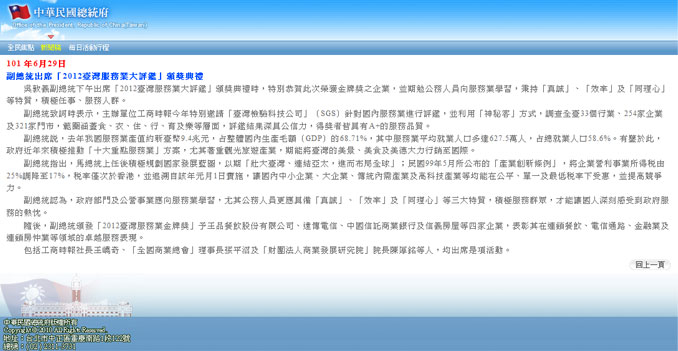 中華民國總統府
Office of the President, Republic of China(Taiwan)
全民焦點 新聞稿 每日活動行程
101 年6月29日
副總統出席「2012臺灣服務業大評鑑」頒獎典禮
吳敦義副總統下午出席「2012臺灣服務業大評鑑」頒獎典禮時，特別恭賀此次榮獲金牌獎之企業，並期勉公務人員向服務業學習，秉持「真誠」、「效率」及「同理心」
等特質，積極任事、服務人群。
副總統致詞時表示，主辦單位工商時報今年特別邀請「臺灣檢驗科技公司」（SGS）針對國內服務業進行評鑑，並利用「神秘客」方式，調查全臺33個行業、254家企業
及321家門市，範圍涵蓋食、衣、住、行、育及樂等層面，評鑑結果深具公信力，得獎者皆具有A+的服務品質。
副總統說，去年我國服務業產值約新臺幣9.4兆元，占整體國內生產毛額（GDP）的68.71%，其中服務業平均就業人口多達627.5萬人，占總就業人口58.6%。有鑒於此，
政府近年來積極推動「十大重點服務業」方案，尤其著重觀光旅遊產業，期能將臺灣的美景、美食及美德大力行銷至國際。
副總統指出，馬總統上任後積極規劃國家發展藍圖，以期「壯大臺灣、連結亞太、進而布局全球」；民國99年5月所公布的「產業創新條例」，將企業營利事業所得稅由
25%調降至17%，稅率僅次於香港，並追溯自該年元月1日實施，讓國內中小企業、大企業、傳統內需產業及高科技產業等均能在公平、單一及最低稅率下受惠，並提高競爭
力。
副總統認為，政府部門及公營事業應向服務業學習，尤其公務人員更應具備「真誠」、「效率」及「同理心」等三大特質，積極服務群眾，才能讓國人深刻感受到政府服
務的熱忱。
隨後，副總統頒發「2012臺灣服務業金牌獎」予王品餐飲股份有限公司、遠傳電信、中國信託商業銀行及信義房屋等四家企業，表彰其在連鎖餐飲、電信通路、金融業及
連鎖房仲業等領域的卓越服務表現。
包括工商時報社長王嶠奇、「全國商業總會」理事長張平沼及「財團法人商業發展研究院」院長陳厚銘等人，均出席是項活動。
回上一頁
中華民國總統府版權所有
Copyright © 2010 All Rights Reserved.
地址：台北市中正區重慶南路1段122號
總機：(02) 2311-3731